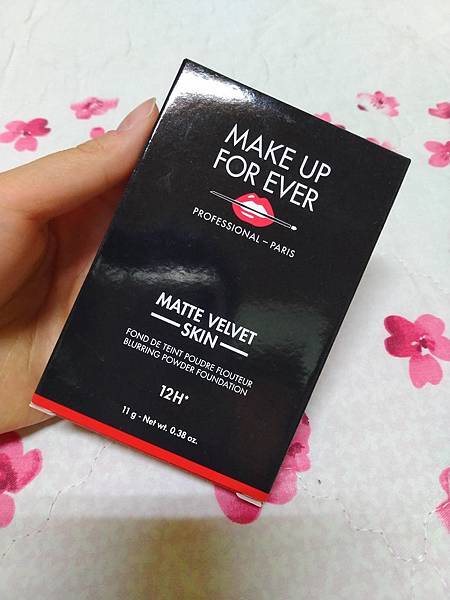 MAKE UP
FOR EVER
PROFESSIONAL – PARIS
MATTE VELVET
SKIN
FOND DE TEINT POUDRE FLOUTEUR
BLURRING POWDER FOUNDATION
12H*
11 g - Net wt. 0.38 oz.